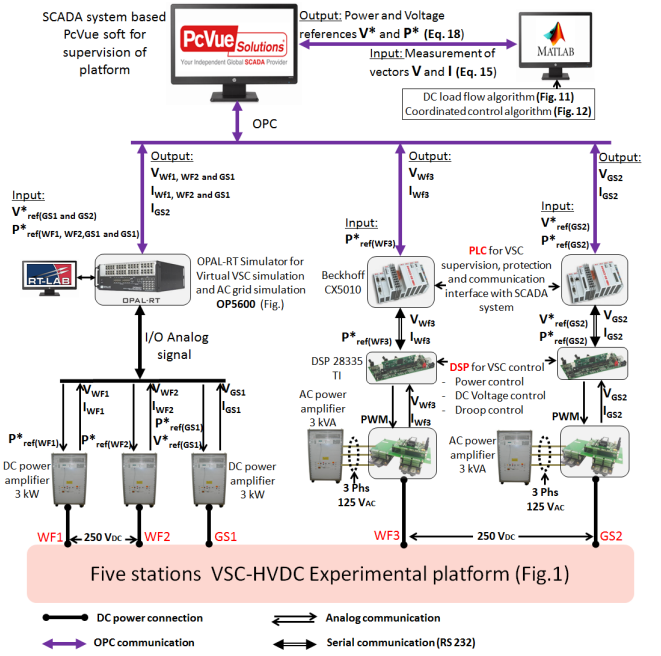 SCADA system based
PcVue soft for
supervision of
platform
PcVue
Solutions®
Your Independent Global SCADA Provider
Output: Power and Voltage
references V* and P* (Eq. 18)
Input: Measurement of
vectors V and I (Eq. 15)
MATLAB
DC load flow algorithm (Fig. 11)
Coordinated control algorithm (Fig. 12)
OPC
Output:
VWf1, WF2 and GS1
IWf1, WF2 and GS1
IGS2
Input:
V*ref(GS1 and GS2)
P*ref(WF1, WF2,GS1 and GS1)
Output:
VWf3
IWf3
Input:
P*ref(WF3)
Output:
VGS2
IGS2
Input:
V*ref(GS2)
P*ref(GS2)
RT-LAB
OPAL-RT
OPAL-RT Simulator for
Virtual VSC simulation
and AC grid simulation
OP5600 (Fig.)
Beckhoff
CX5010
PLC for VSC
supervision, protection
and communication
interface with SCADA
system
I/O Analog
signal
P*ref(WF3)
VWf3
IWf3
V*ref(GS2)
P*ref(GS2)
VGS2
IGS2
DSP 28335
TI
DSP for VSC control
- Power control
- DC Voltage control
- Droop control
AC power
amplifier
3 kVA
PWM
VWf3
IWf3
AC power
amplifier
3 kVA
PWM
VGS2
IGS2
3 Phs
125 VAC
3 Phs
125 VAC
VWF1
IWF1
VWF2
IWF2
VGS1
IGS1
P*ref(WF1)
P*ref(WF2)
P*ref(GS1)
V*ref(GS1)
DC power
amplifier
3 kW
DC power
amplifier
3 kW
DC power
amplifier
3 kW
WF1
250 VDC
WF2
GS1
WF3
250 VDC
GS2
Five stations VSC-HVDC Experimental platform (Fig.1)
DC power connection
Analog communication
OPC communication
Serial communication (RS 232)